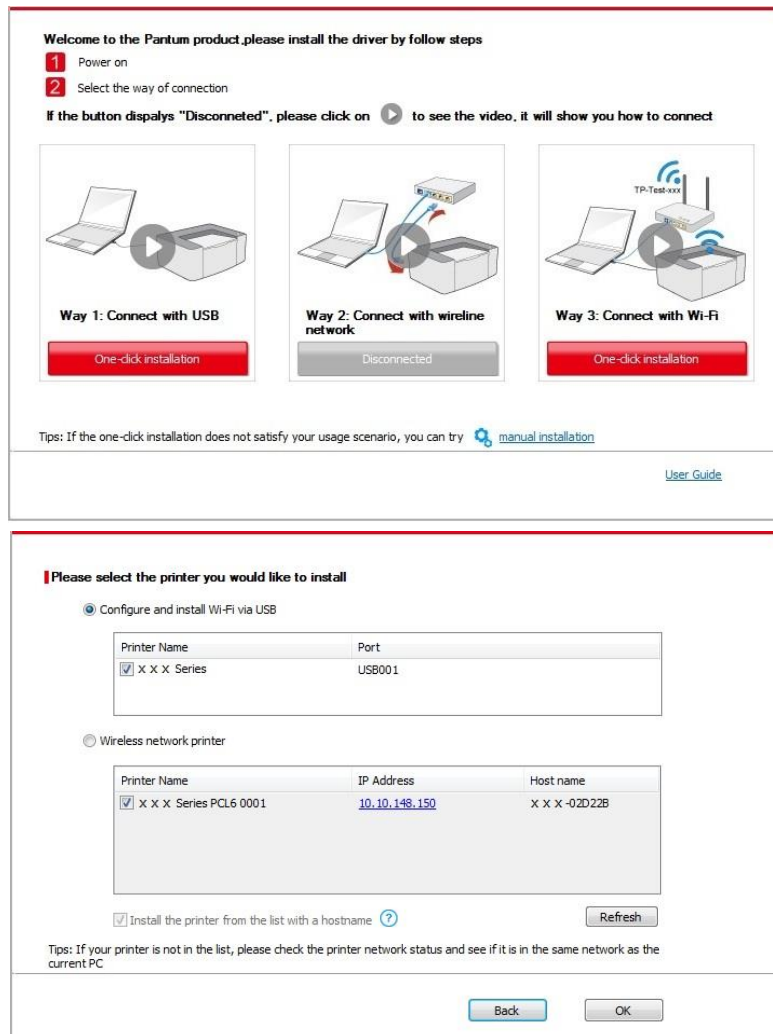 Welcome to the Pantum product,please install the driver by follow steps
1 Power on
2 Select the way of connection
If the button dispalys "Disconneted", please click on to see the video, it will show you how to connect
TP-Test-xxx
Way 1: Connect with USB
Way 2: Connect with wireline
network
Way 3: Connect with Wi-Fi
One-click installation
Disconnected
One-click installation
Tips: If the one-click installation does not satisfy your usage scenario, you can try manual installation
User Guide
Please select the printer you would like to install
Configure and install Wi-Fi via USB
Printer Name Port
X X X Series USB001
Wireless network printer
Printer Name IP Address Host name
X X X Series PCL6 0001 10.10.148.150 X X X -02D22B
Install the printer from the list with a hostname ?
Refresh
Tips: If your printer is not in the list, please check the printer network status and see if it is in the same network as the
current PC
Back OK